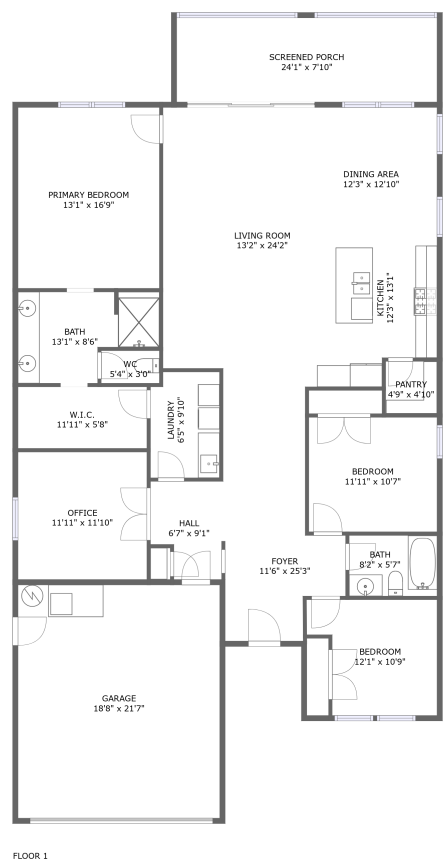 SCREENED PORCH
24'1" x 7'10"
DINING AREA
12'3" x 12'10"
PRIMARY BEDROOM
13'1" x 16'9"
LIVING ROOM
13'2" x 24'2"
KITCHEN
12'3" x 13'1"
BATH
13'1" x 8'6"
WC
5'4" x 3'0"
PANTRY
4'9" x 4'10"
W.I.C.
11'11" x 5'8"
LAUNDRY
6'5" x 9'10"
BEDROOM
11'11" x 10'7"
OFFICE
11'11" x 11'10"
HALL
6'7" x 9'1"
FOYER
11'6" x 25'3"
BATH
8'2" x 5'7"
BEDROOM
12'1" x 10'9"
GARAGE
18'8" x 21'7"
FLOOR 1